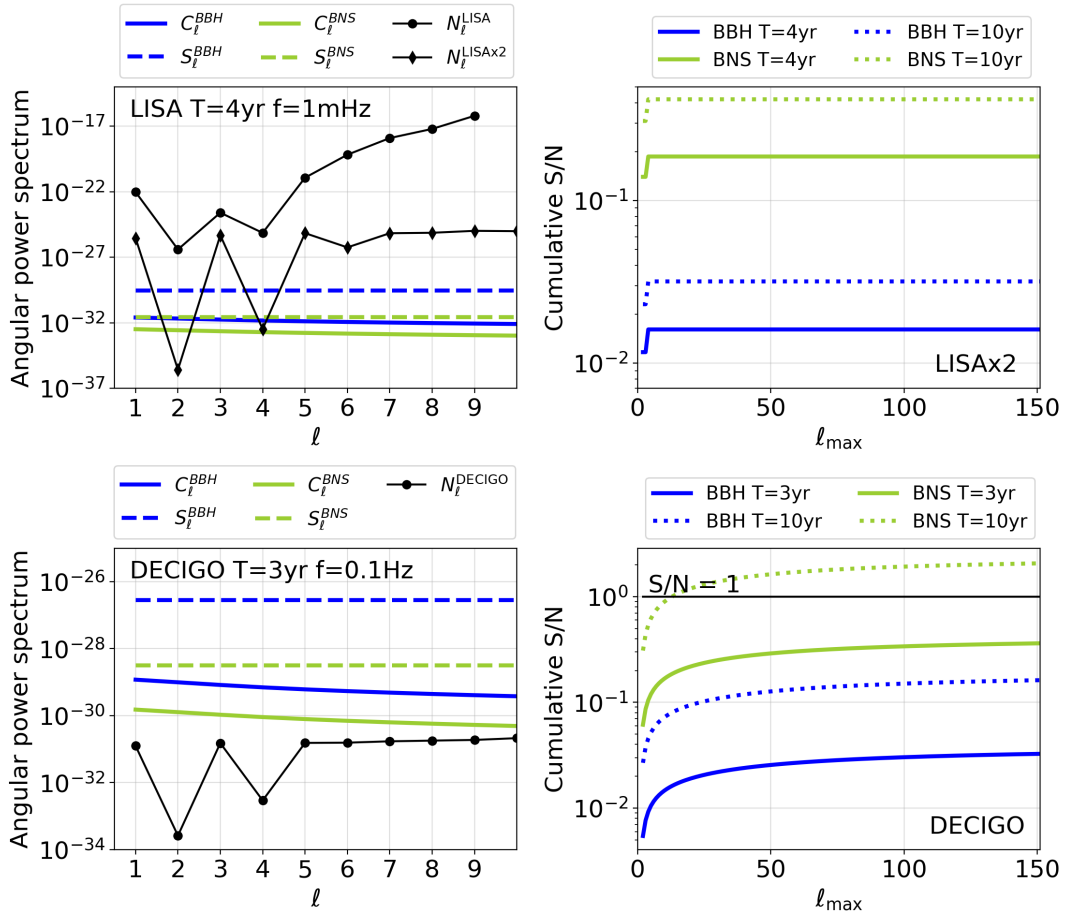 C_ℓ^BBH C_ℓ^BNS N_ℓ^LISA
S_ℓ^BBH S_ℓ^BNS N_ℓ^LISAx2
LISA T=4yr f=1mHz
Angular power spectrum
10^−17
10^−22
10^−27
10^−32
10^−37
1 2 3 4 5 6 7 8 9
ℓ
BBH T=4yr BBH T=10yr
BNS T=4yr BNS T=10yr
Cumulative S/N
10^−1
10^−2
LISAx2
0 50 100 150
ℓ_max
C_ℓ^BBH C_ℓ^BNS N_ℓ^DECIGO
S_ℓ^BBH S_ℓ^BNS
DECIGO T=3yr f=0.1Hz
Angular power spectrum
10^−26
10^−28
10^−30
10^−32
10^−34
1 2 3 4 5 6 7 8 9
ℓ
BBH T=3yr BNS T=3yr
BBH T=10yr BNS T=10yr
S/N = 1
Cumulative S/N
10^0
10^−1
10^−2
DECIGO
0 50 100 150
ℓ_max